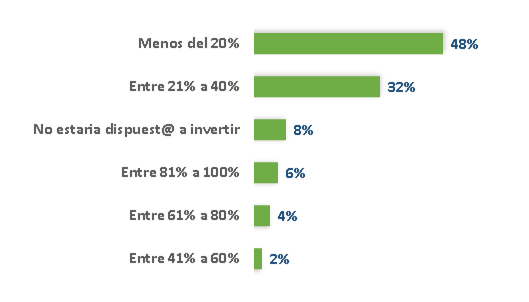 Menos del 20% 48%
Entre 21% a 40% 32%
No estaria dispuest@ a invertir 8%
Entre 81% a 100% 6%
Entre 61% a 80% 4%
Entre 41% a 60% 2%